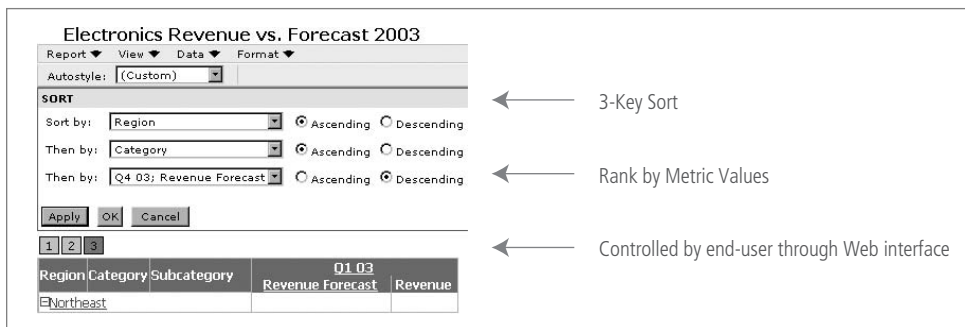 Electronics Revenue vs. Forecast 2003
Report View Data Format
Autostyle: (Custom)
SORT
3-Key Sort
Sort by: Region Ascending Descending
Then by: Category Ascending Descending
Then by: Q4 03; Revenue Forecast Ascending Descending
Rank by Metric Values
Apply OK Cancel
1 2 3
Controlled by end-user through Web interface
Region Category Subcategory Q1 03
Revenue Forecast Revenue
Northeast